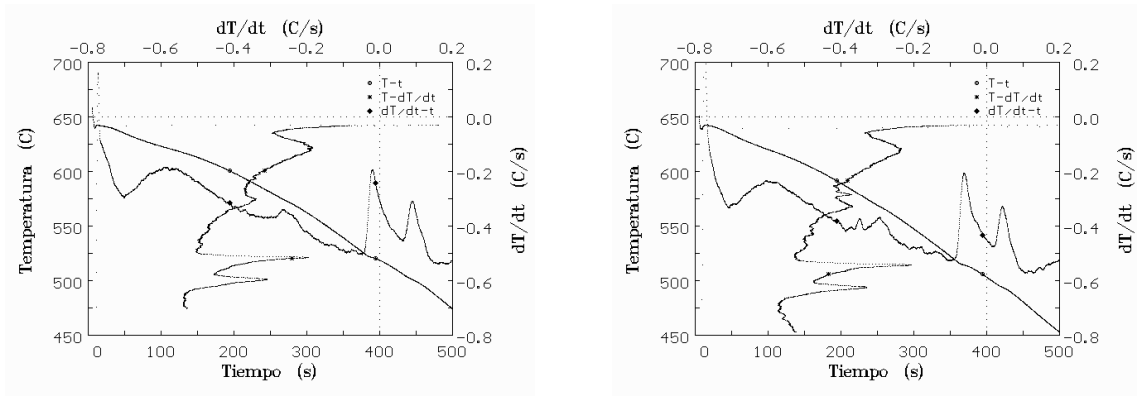 dT/dt (C/s)
-0.8 -0.6 -0.4 -0.2 -0.0 0.2
700 650 600 550 500 450
Temperatura (C)
T-t
T-dT/dt
dT/dt-t
0.2 0.0 -0.2 -0.4 -0.6 -0.8
dT/dt (C/s)
0 100 200 300 400 500
Tiempo (s)
dT/dt (C/s)
-0.8 -0.6 -0.4 -0.2 -0.0 0.2
700 650 600 550 500 450
Temperatura (C)
T-t
T-dT/dt
dT/dt-t
0.2 0.0 -0.2 -0.4 -0.6 -0.8
dT/dt (C/s)
0 100 200 300 400 500
Tiempo (s)